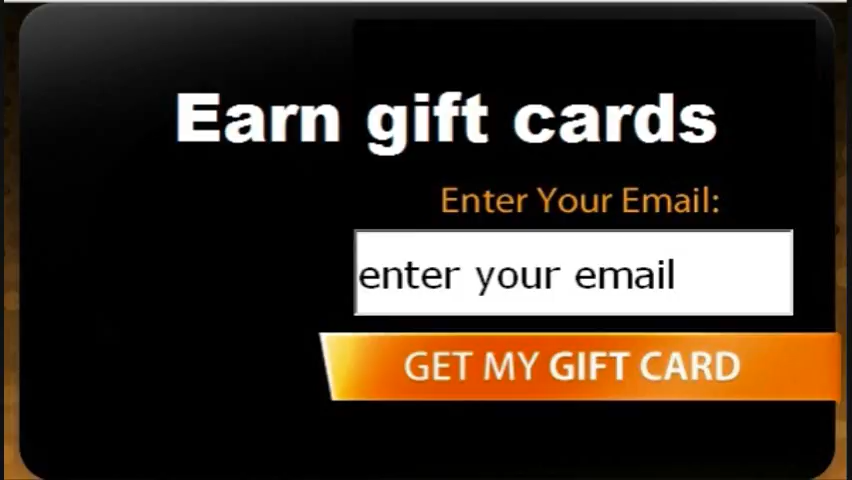 Earn gift cards
Enter Your Email:
enter your email
GET MY GIFT CARD